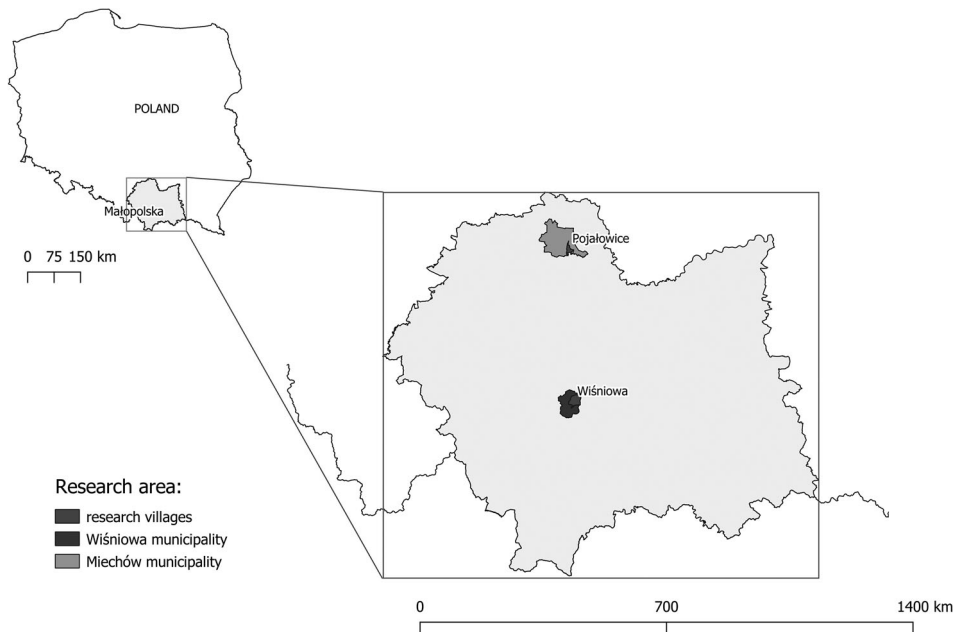 POLAND
Małopolska
0 75 150 km
Pojałowice
Wiśniowa
Research area:
research villages
Wiśniowa municipality
Miechów municipality
0 700 1400 km